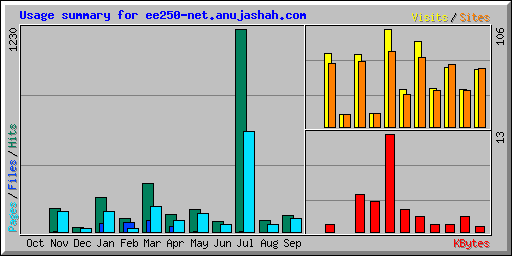 Usage summary for ee250-net.anujashah.com
Visits/Sites
1230
106
13
Pages/Files/Hits
Oct Nov Dec Jan Feb Mar Apr May Jun Jul Aug Sep
KBytes